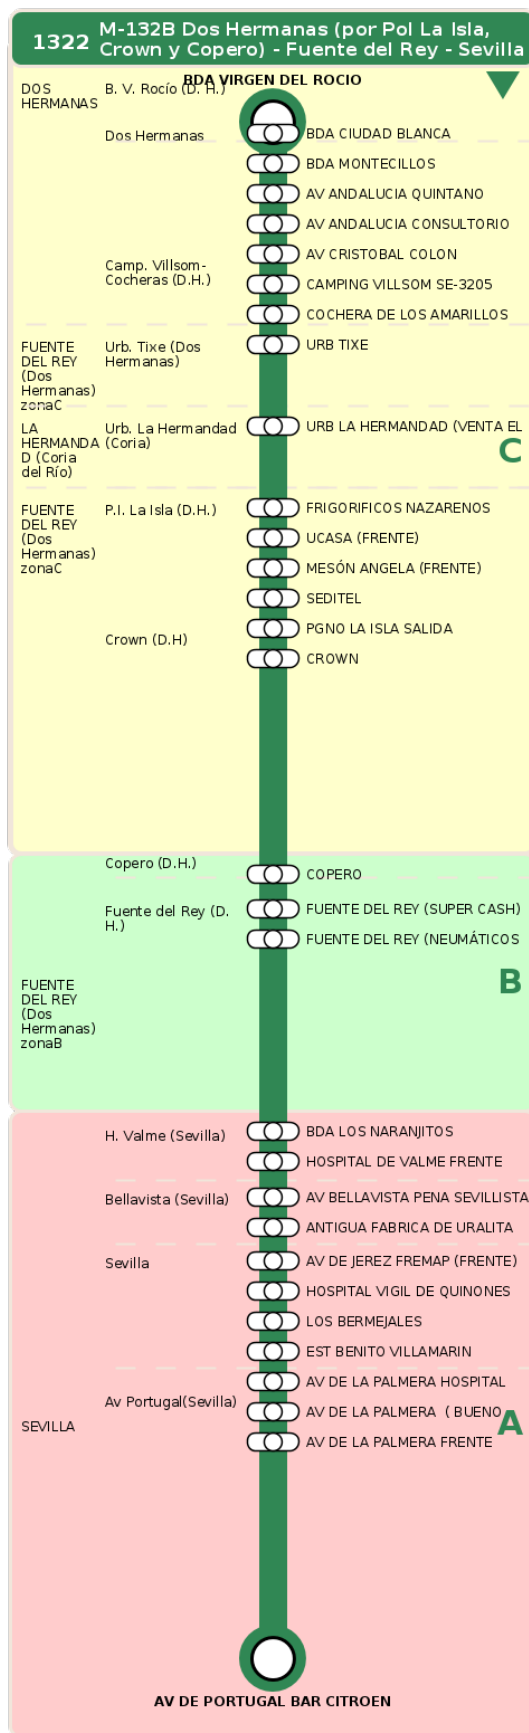 1322
M-132B Dos Hermanas (por Pol La Isla,
Crown y Copero) - Fuente del Rey - Sevilla
BDA VIRGEN DEL ROCIO
DOS
HERMANAS
B. V. Rocío (D. H.)
Dos Hermanas
BDA CIUDAD BLANCA
BDA MONTECILLOS
AV ANDALUCIA QUINTANO
AV ANDALUCIA CONSULTORIO
AV CRISTOBAL COLON
Camp. Villsom-
Cocheras (D.H.)
CAMPING VILLSOM SE-3205
COCHERA DE LOS AMARILLOS
FUENTE
DEL REY
(Dos
Hermanas)
zonaC
Urb. Tixe (Dos
Hermanas)
URB TIXE
LA
HERMANDA
D (Coria
del Río)
Urb. La Hermandad
(Coria)
URB LA HERMANDAD (VENTA EL
C
FUENTE
DEL REY
(Dos
Hermanas)
zonaC
P.I. La Isla (D.H.)
FRIGORIFICOS NAZARENOS
UCASA (FRENTE)
MESÓN ANGELA (FRENTE)
SEDITEL
PGNO LA ISLA SALIDA
Crown (D.H)
CROWN
Copero (D.H.)
COPERO
Fuente del Rey (D.
H.)
FUENTE DEL REY (SUPER CASH)
FUENTE DEL REY (NEUMÁTICOS
FUENTE
DEL REY
(Dos
Hermanas)
zonaB
B
H. Valme (Sevilla)
BDA LOS NARANJITOS
HOSPITAL DE VALME FRENTE
Bellavista (Sevilla)
AV BELLAVISTA PENA SEVILLISTA
ANTIGUA FABRICA DE URALITA
Sevilla
AV DE JEREZ FREMAP (FRENTE)
HOSPITAL VIGIL DE QUINONES
LOS BERMEJALES
EST BENITO VILLAMARIN
Av Portugal(Sevilla)
AV DE LA PALMERA HOSPITAL
AV DE LA PALMERA ( BUENO
AV DE LA PALMERA FRENTE
SEVILLA
A
AV DE PORTUGAL BAR CITROEN